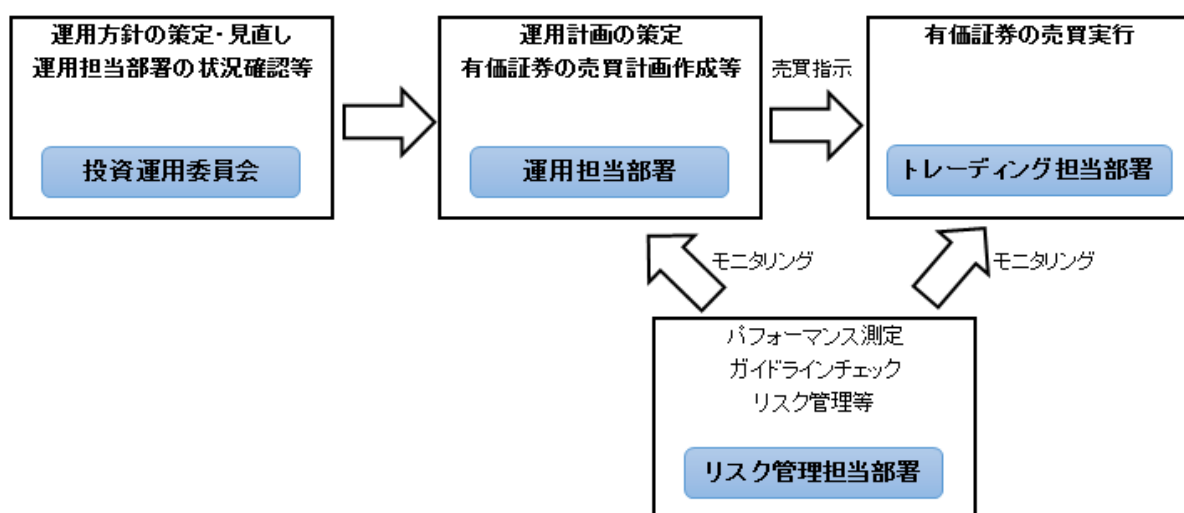 運用方針の策定・見直し
運用担当部署の状況確認等
投資運用委員会
運用計画の策定
有価証券の売買計画作成等
運用担当部署
売買指示
有価証券の売買実行
トレーディング担当部署
モニタリング
モニタリング
パフォーマンス測定
ガイドラインチェック
リスク管理等
リスク管理担当部署